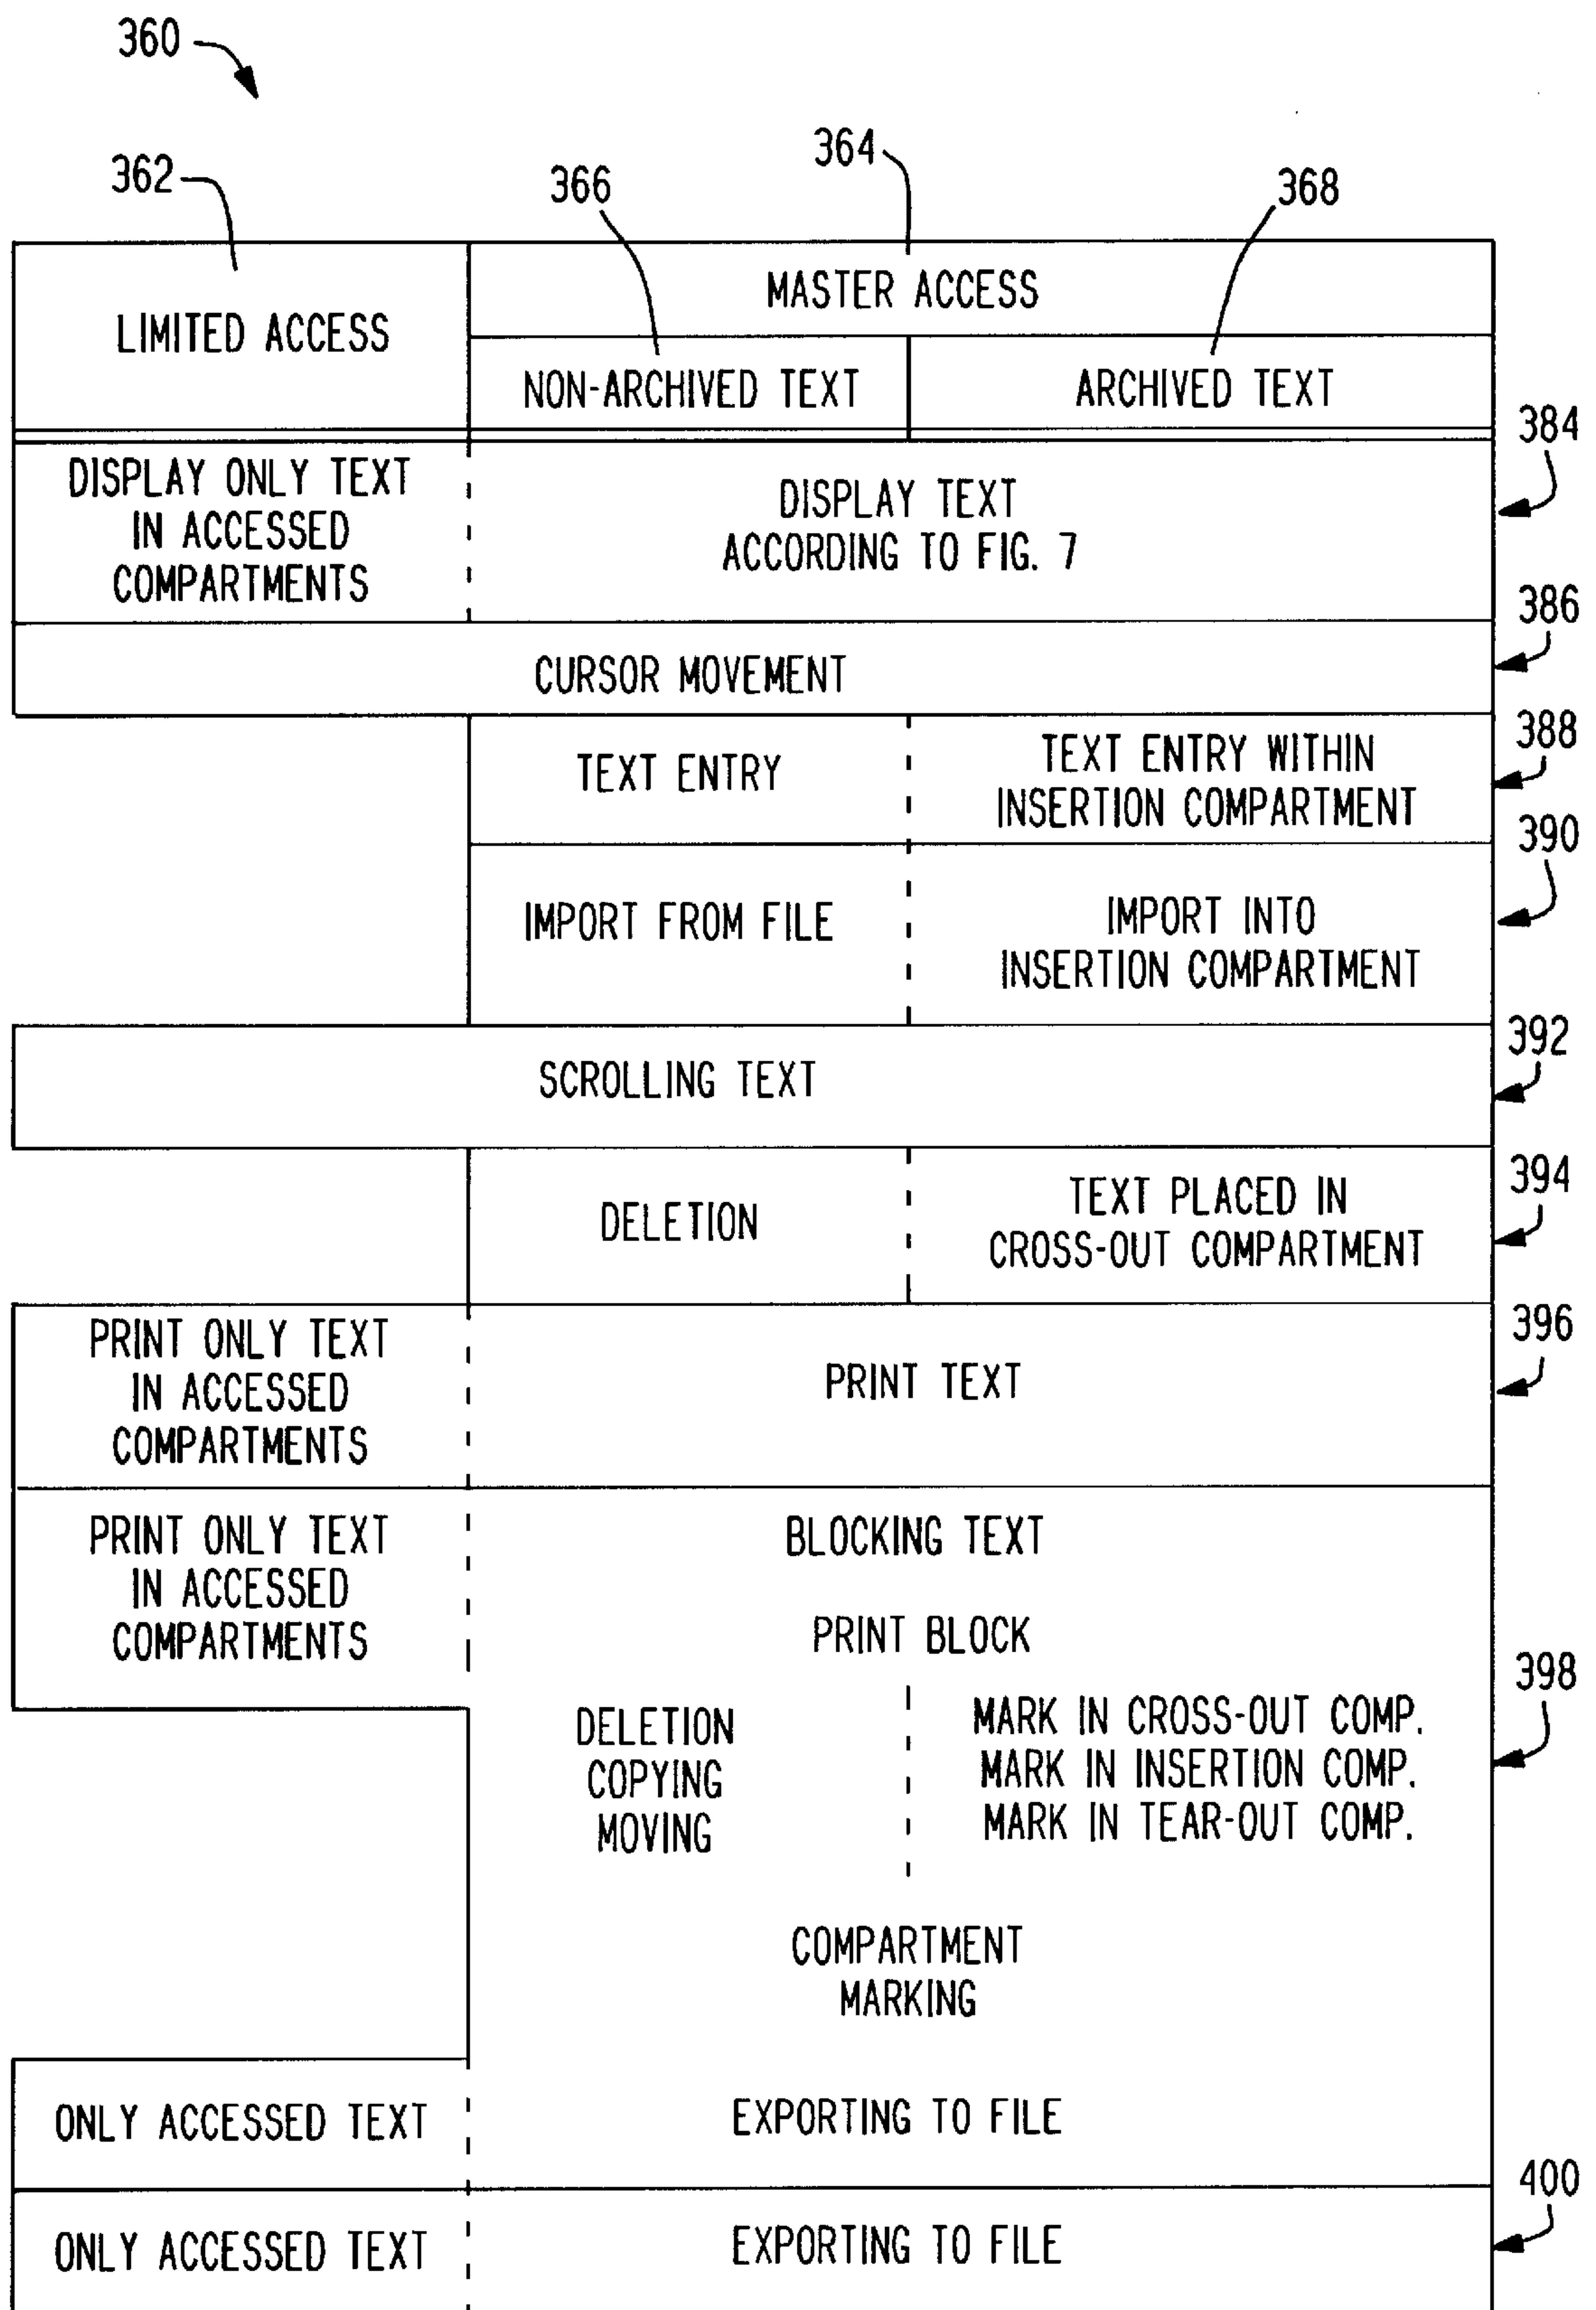 360
362
366
364
368
LIMITED ACCESS
MASTER ACCESS
NON-ARCHIVED TEXT
ARCHIVED TEXT
384
DISPLAY ONLY TEXT
IN ACCESSED
COMPARTMENTS
DISPLAY TEXT
ACCORDING TO FIG. 7
386
CURSOR MOVEMENT
388
TEXT ENTRY
TEXT ENTRY WITHIN
INSERTION COMPARTMENT
390
IMPORT FROM FILE
IMPORT INTO
INSERTION COMPARTMENT
392
SCROLLING TEXT
394
DELETION
TEXT PLACED IN
CROSS-OUT COMPARTMENT
396
PRINT ONLY TEXT
IN ACCESSED
COMPARTMENTS
PRINT TEXT
PRINT ONLY TEXT
IN ACCESSED
COMPARTMENTS
BLOCKING TEXT
PRINT BLOCK
398
DELETION
COPYING
MOVING
MARK IN CROSS-OUT COMP.
MARK IN INSERTION COMP.
MARK IN TEAR-OUT COMP.
COMPARTMENT
MARKING
ONLY ACCESSED TEXT
EXPORTING TO FILE
400
ONLY ACCESSED TEXT
EXPORTING TO FILE